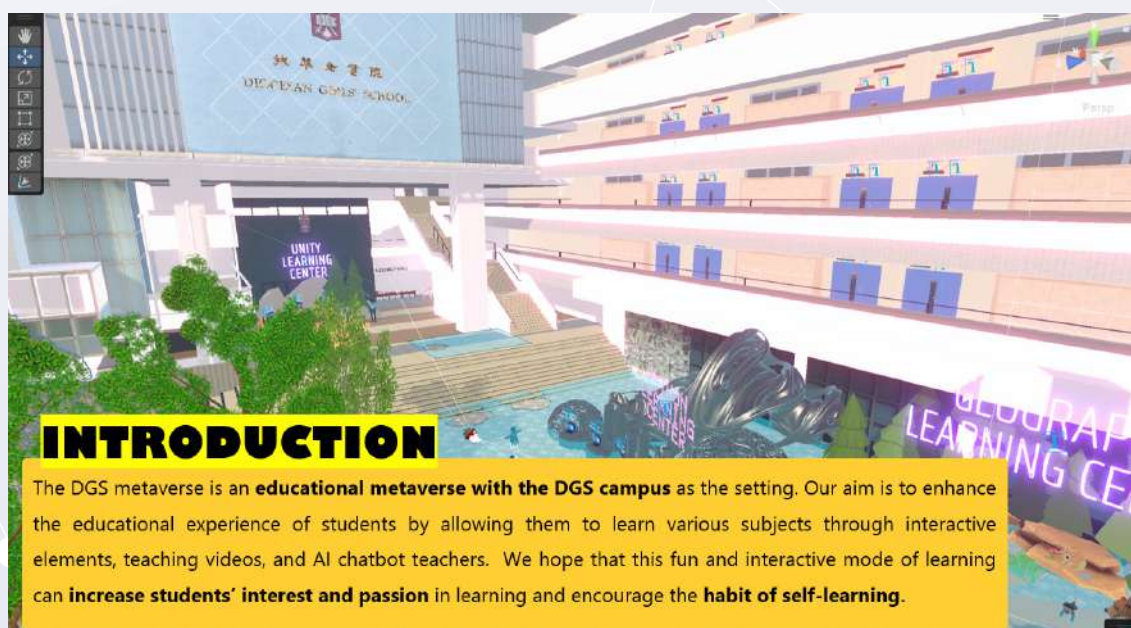 拔萃女書院
DIOCESAN GIRLS' SCHOOL
Persp
UNITY
LEARNING
CENTER
CENTER
LEARNING
INTRODUCTION
The DGS metaverse is an educational metaverse with the DGS campus as the setting. Our aim is to enhance
the educational experience of students by allowing them to learn various subjects through interactive
elements, teaching videos, and AI chatbot teachers. We hope that this fun and interactive mode of learning
can increase students' interest and passion in learning and encourage the habit of self-learning.